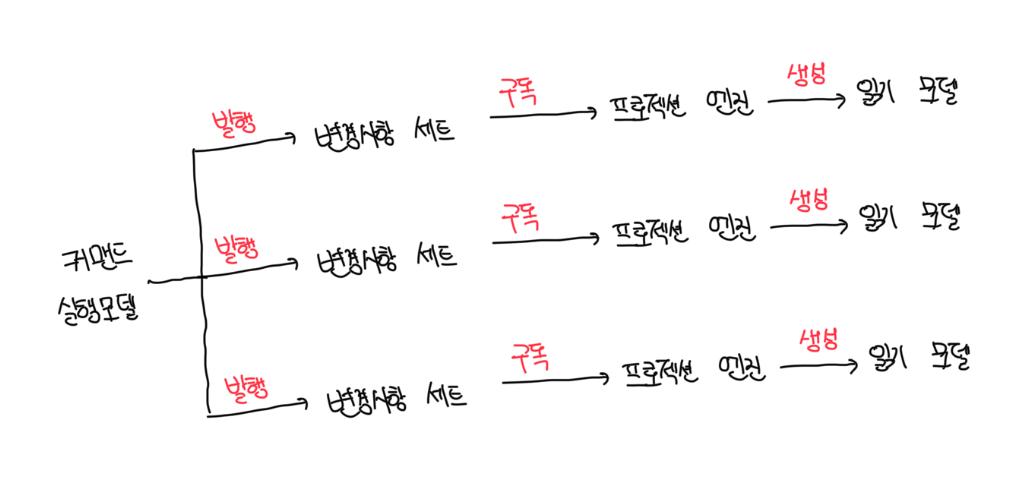 발행 변경사항 세트 구독 프로젝션 엔진 생성 읽기 모델
커맨드
실행모델
발행 변경사항 세트 구독 프로젝션 엔진 생성 읽기 모델
발행 변경사항 세트 구독 프로젝션 엔진 생성 읽기 모델